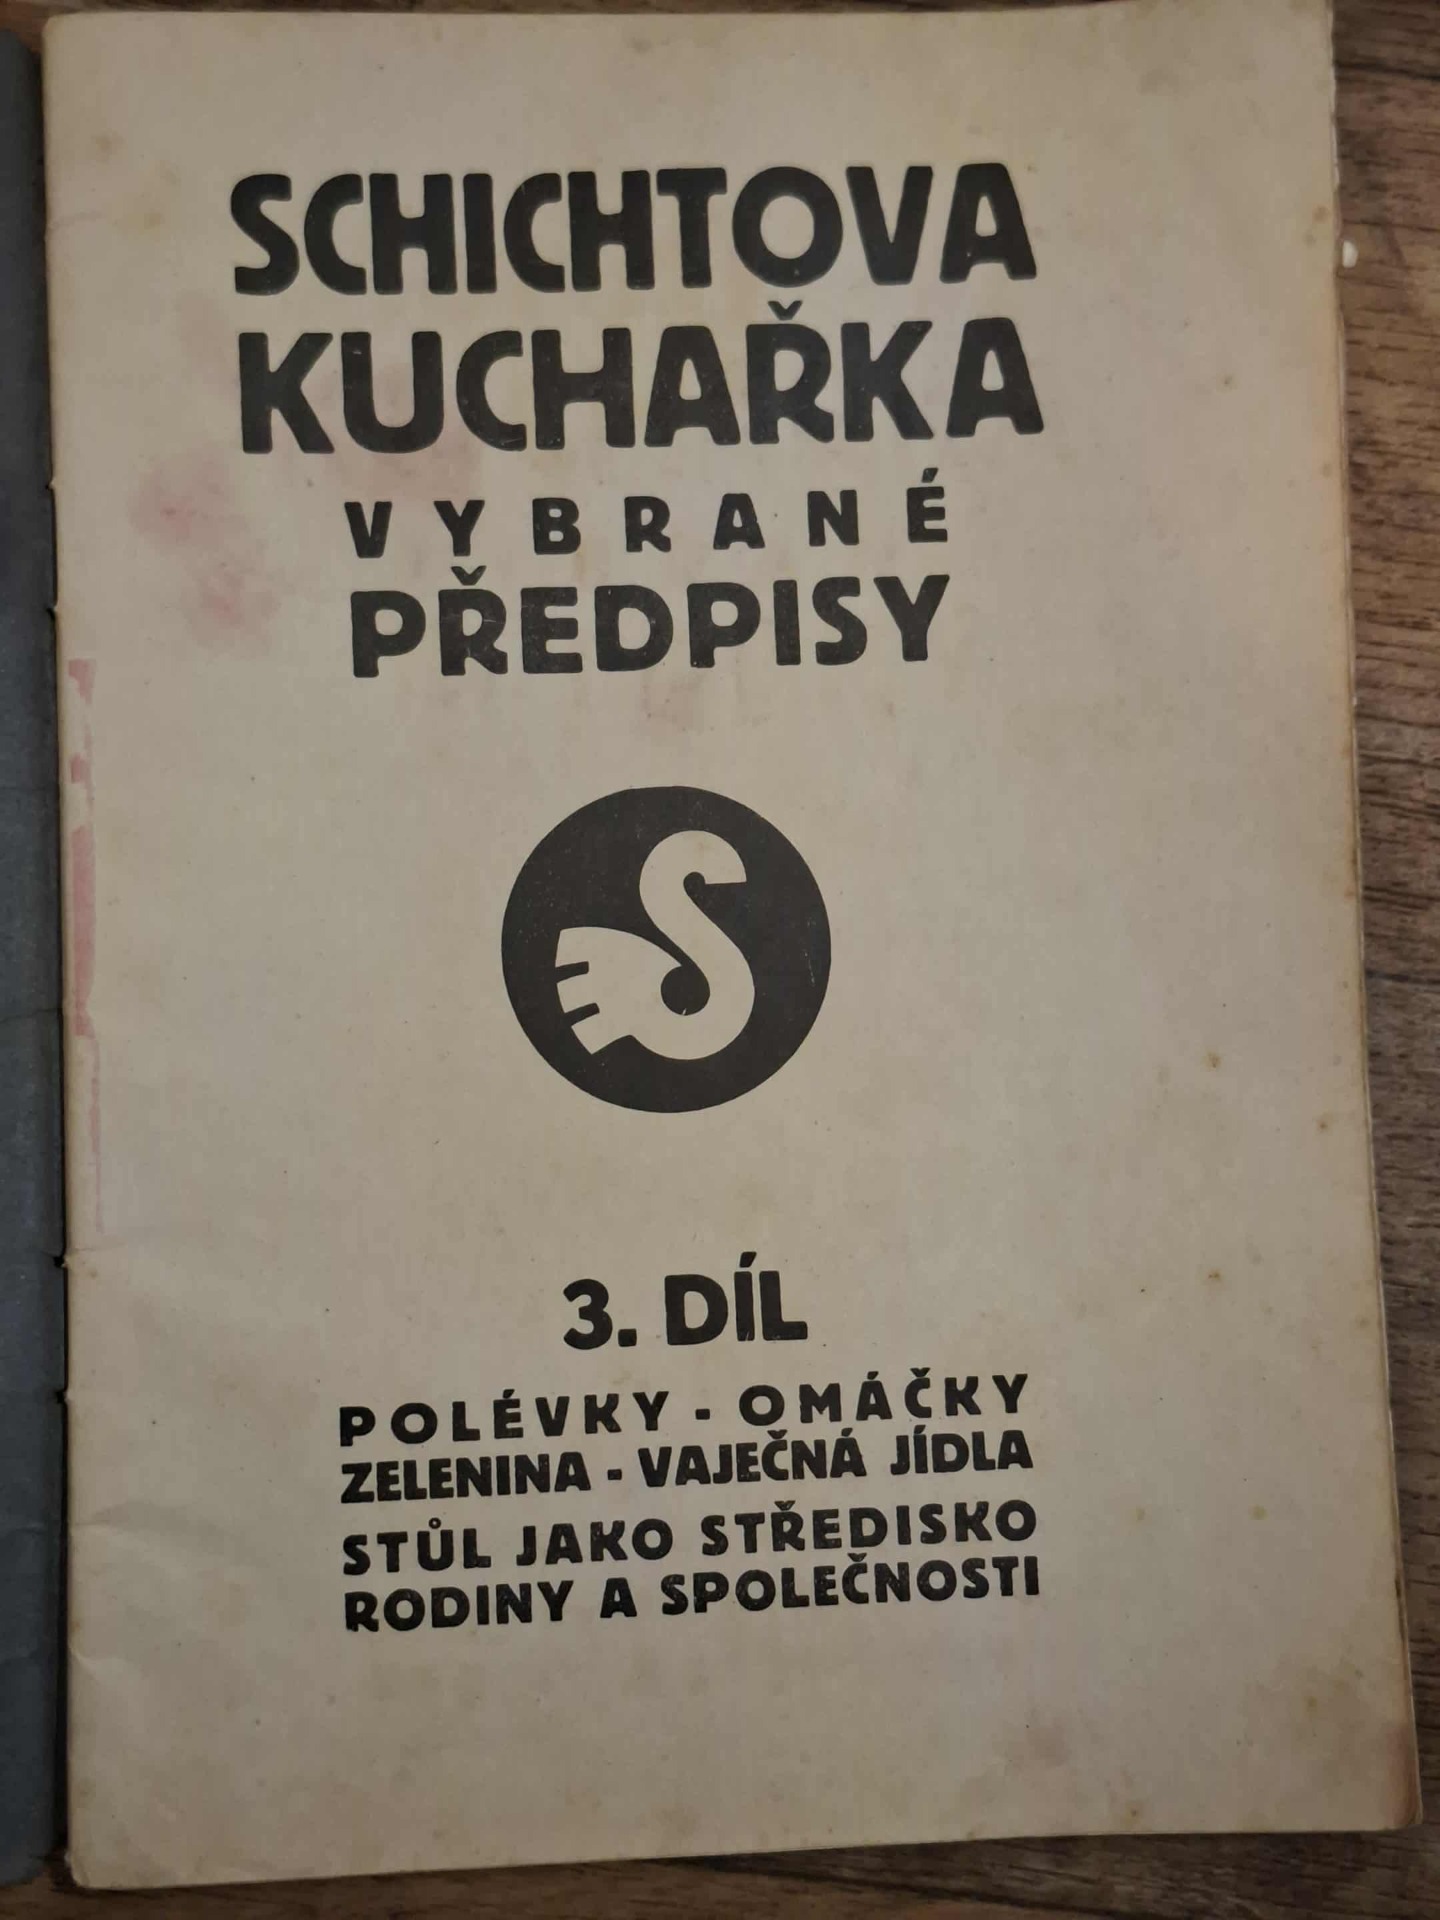 SCHICHTOVA
KUCHAŘKA
VYBRANÉ
PŘEDPISY
3. DÍL
POLÉVKY - OMÁČKY
ZELENINA - VAJEČNÁ JÍDLA
STŮL JAKO STŘEDISKO
RODINY A SPOLEČNOSTI